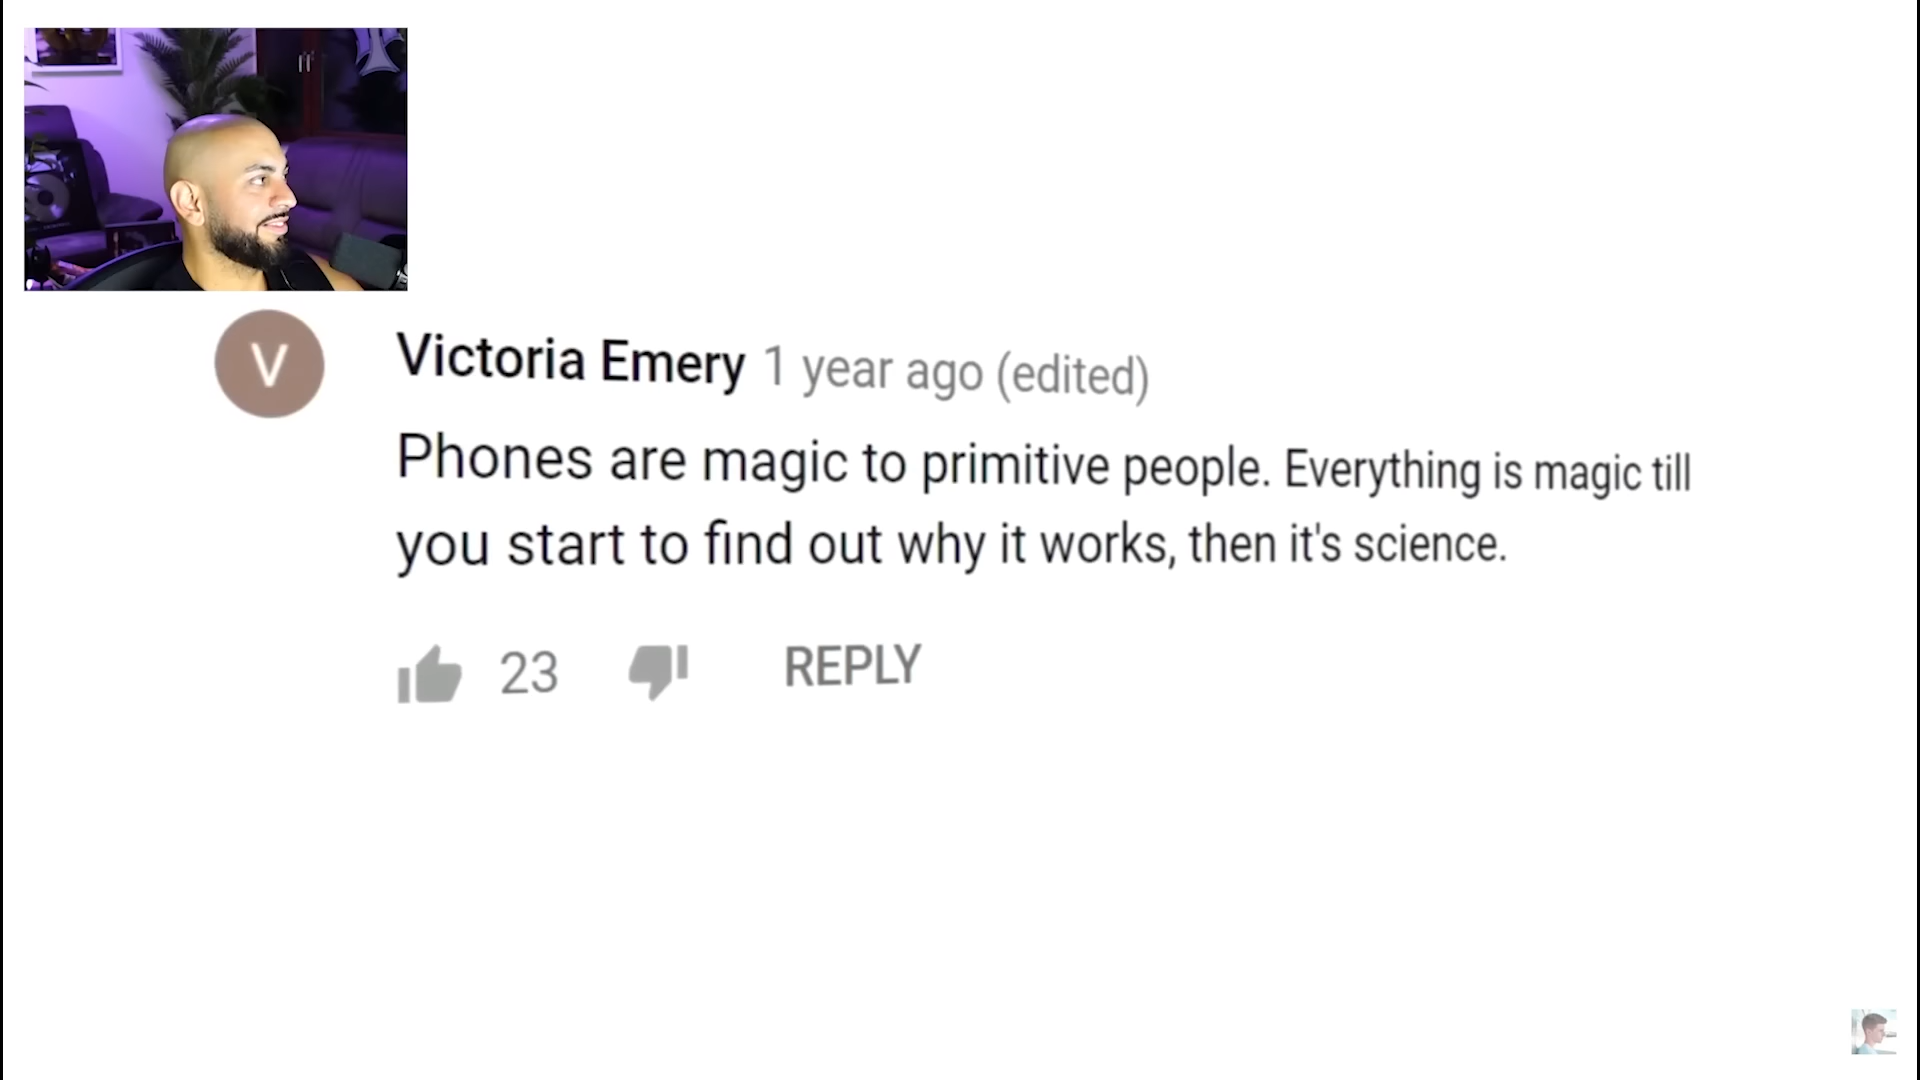 V
Victoria Emery 1 year ago (edited)
Phones are magic to primitive people. Everything is magic till
you start to find out why it works, then it's science.
23
REPLY